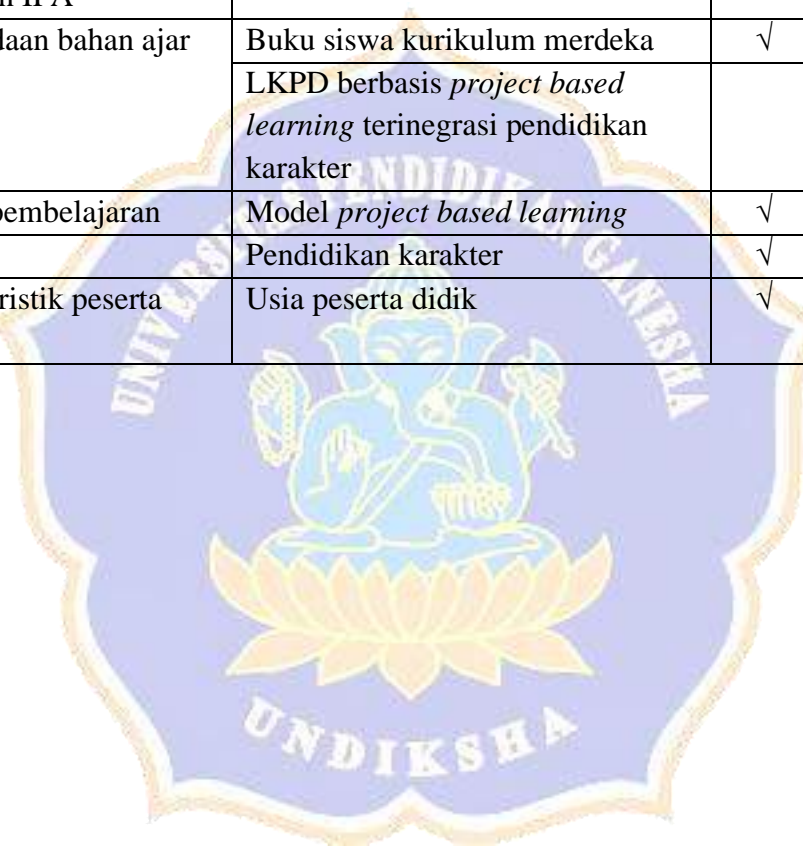 IPA
daan bahan ajar Buku siswa kurikulum merdeka √
LKPD berbasis project based
learning terinegrasi pendidikan
karakter
pembelajaran Model project based learning √
Pendidikan karakter √
ristik peserta Usia peserta didik √
UNIVERSITAS PENDIDIKAN GANESHA
UNDIKSHA